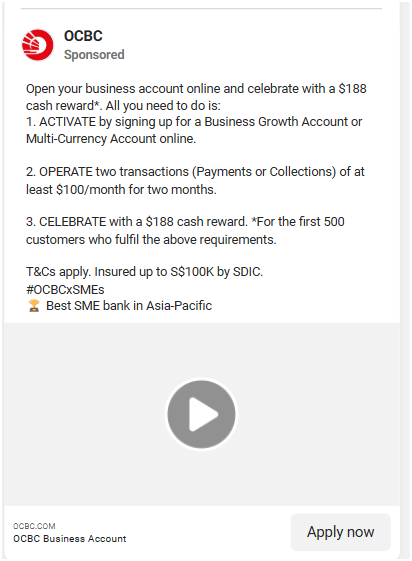 OCBC
Sponsored
Open your business account online and celebrate with a $188
cash reward*. All you need to do is:
1. ACTIVATE by signing up for a Business Growth Account or
Multi-Currency Account online.
2. OPERATE two transactions (Payments or Collections) of at
least $100/month for two months.
3. CELEBRATE with a $188 cash reward. *For the first 500
customers who fulfil the above requirements.
T&Cs apply. Insured up to S$100K by SDIC.
#OCBCxSMEs
🏆 Best SME bank in Asia-Pacific
OCBC.COM
OCBC Business Account
Apply now